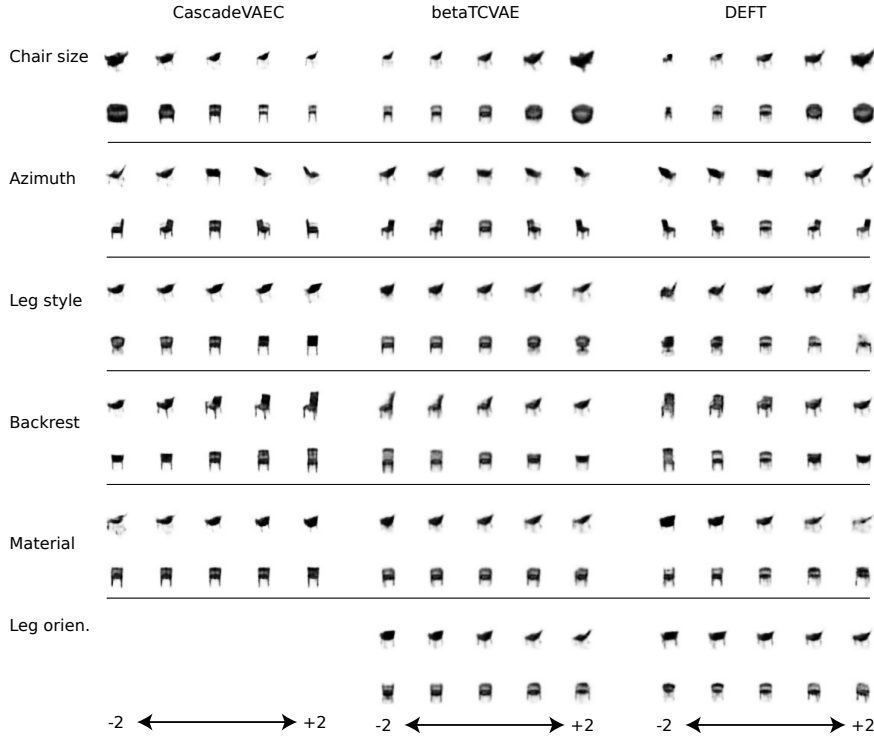 CascadeVAEC betaTCVAE DEFT
Chair size
Azimuth
Leg style
Backrest
Material
Leg orien.
-2 +2 -2 +2 -2 +2